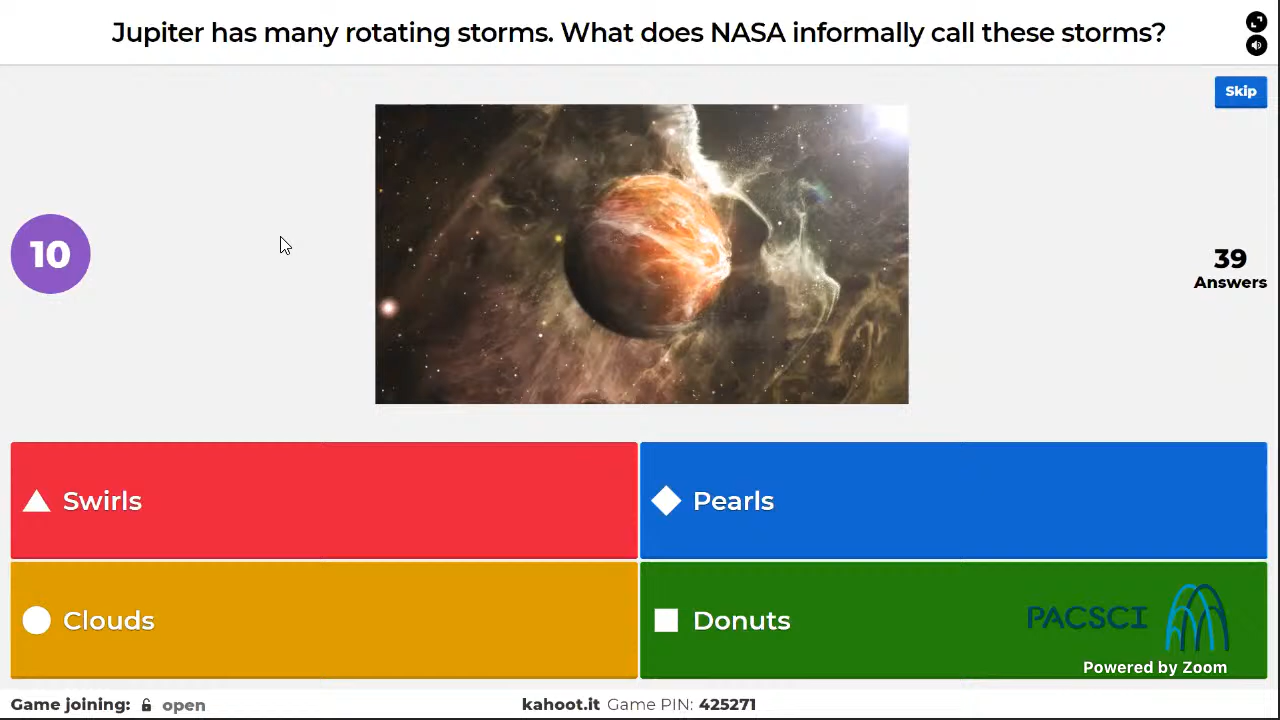 Jupiter has many rotating storms. What does NASA informally call these storms?
Skip
10
39
Answers
Swirls
Pearls
Clouds
Donuts
PACSCI
Powered by Zoom
Game joining: open
kahoot.it Game PIN: 425271